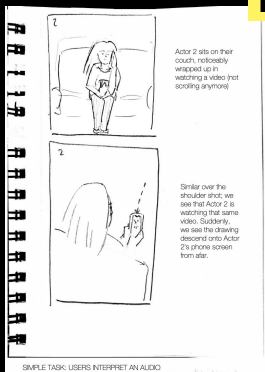 2
Actor 2 sits on their
couch, noticeably
wrapped up in
watching a video (not
scrolling anymore)
2
Similar over the
shoulder shot; we
see that Actor 2 is
watching that same
video. Suddenly,
we see the drawing
descend onto Actor
2's phone screen
from afar.
SIMPLE TASK: USERS INTERPRET AN AUDIO